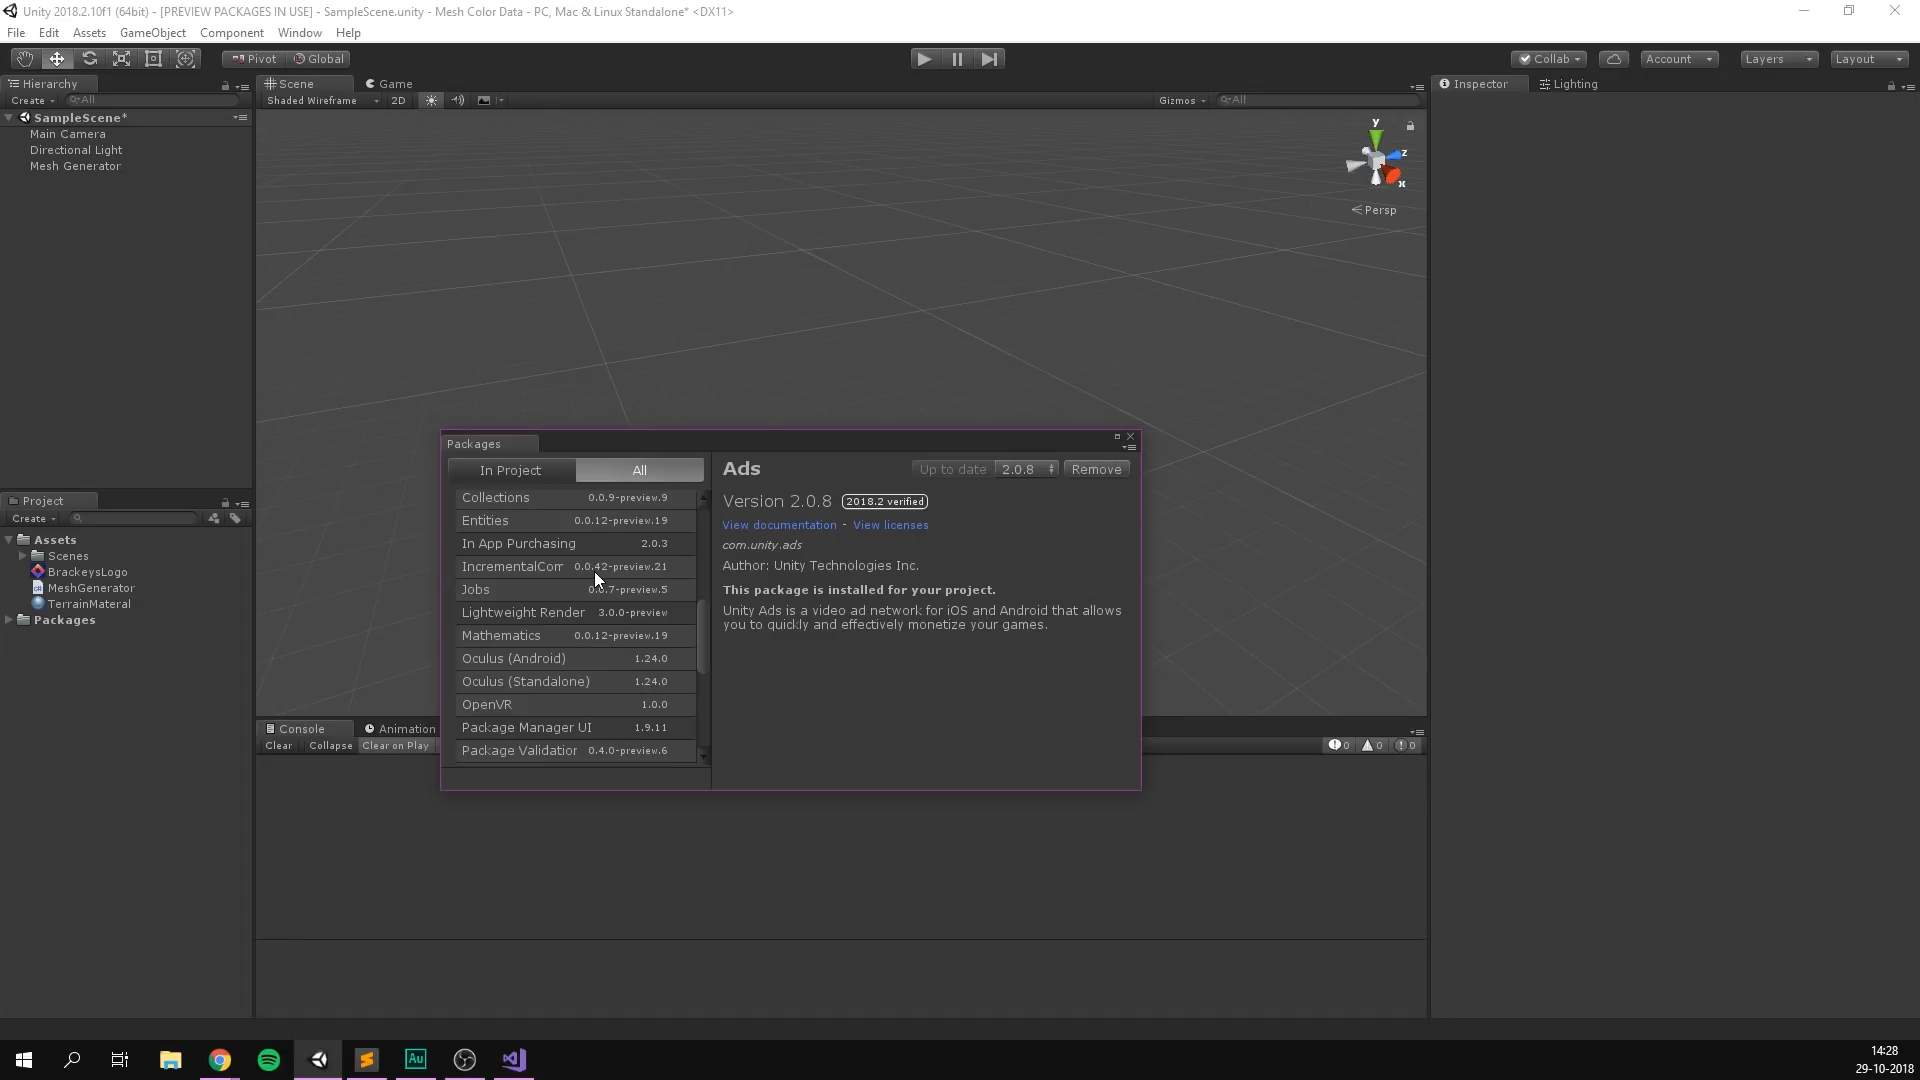 Unity 2018.2.10f1 (64bit) - [PREVIEW PACKAGES IN USE] - SampleScene.unity - Mesh Color Data - PC, Mac & Linux Standalone* <DX11>
File Edit Assets GameObject Component Window Help
Pivot Global
Collab Account Layers Layout
Hierarchy
Create All
SampleScene*
Main Camera
Directional Light
Mesh Generator
Scene Game
Shaded Wireframe 2D Gizmos All
y
z
x
Persp
Inspector Lighting
Project
Create
Assets
Scenes
BrackeysLogo
MeshGenerator
TerrainMateral
Packages
Packages
In Project All
Collections 0.0.9-preview.9
Entities 0.0.12-preview.19
In App Purchasing 2.0.3
IncrementalCom 0.0.42-preview.21
Jobs 0.0.7-preview.5
Lightweight Render 3.0.0-preview
Mathematics 0.0.12-preview.19
Oculus (Android) 1.24.0
Oculus (Standalone) 1.24.0
OpenVR 1.0.0
Package Manager UI 1.9.11
Package Validation 0.4.0-preview.6
Ads Up to date 2.0.8 Remove
Version 2.0.8 2018.2 verified
View documentation - View licenses
com.unity.ads
Author: Unity Technologies Inc.
This package is installed for your project.
Unity Ads is a video ad network for iOS and Android that allows
you to quickly and effectively monetize your games.
Console Animation
Clear Collapse Clear on Play 0 0 0
Au
14:28
29-10-2018